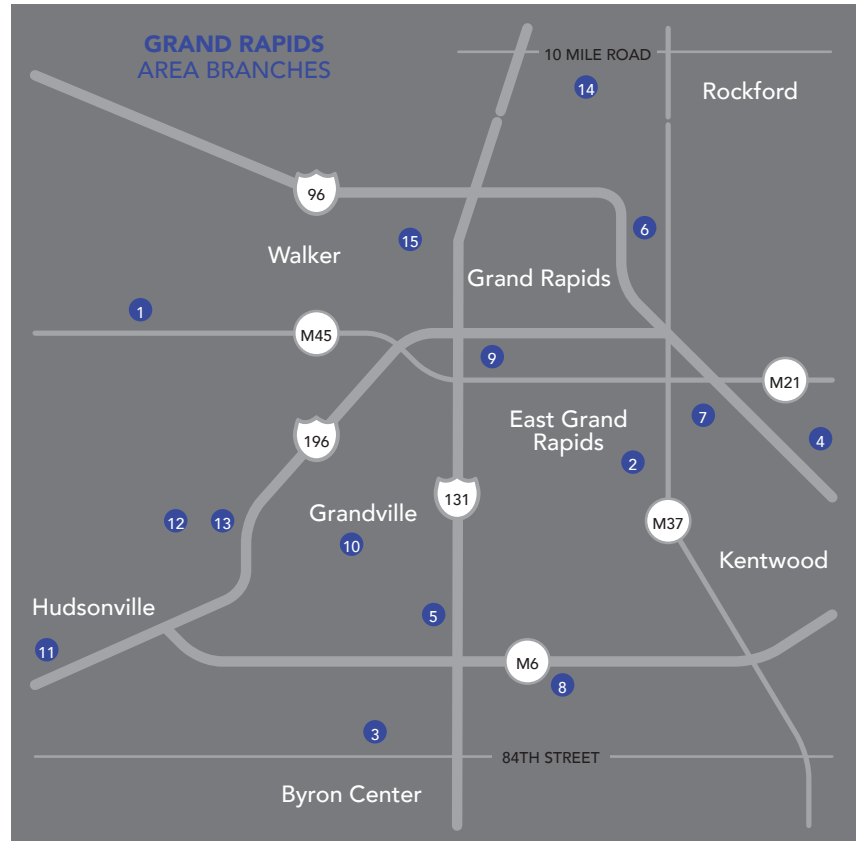 GRAND RAPIDS
AREA BRANCHES
10 MILE ROAD
14
Rockford
96
6
15
Walker
Grand Rapids
1
M45
9
M21
East Grand
Rapids
7
4
196
2
131
Grandville
12
13
M37
10
Kentwood
Hudsonville
5
11
M6
8
3
84TH STREET
Byron Center